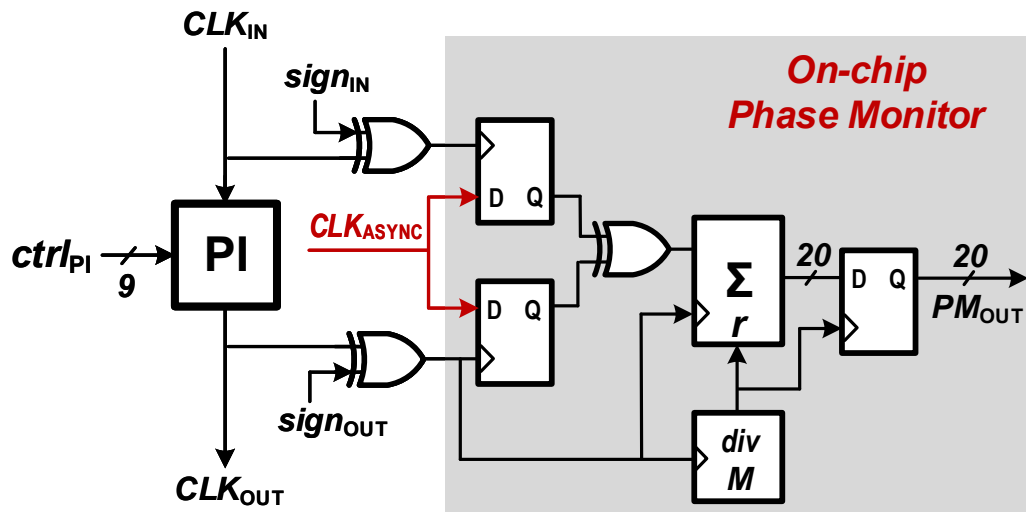 CLKIN
signIN
On-chip
Phase Monitor
D Q
CLKASYNC
PI
ctrlPI
9
D Q
Σ
r
20
D Q
20
PMOUT
signOUT
div
M
CLKOUT